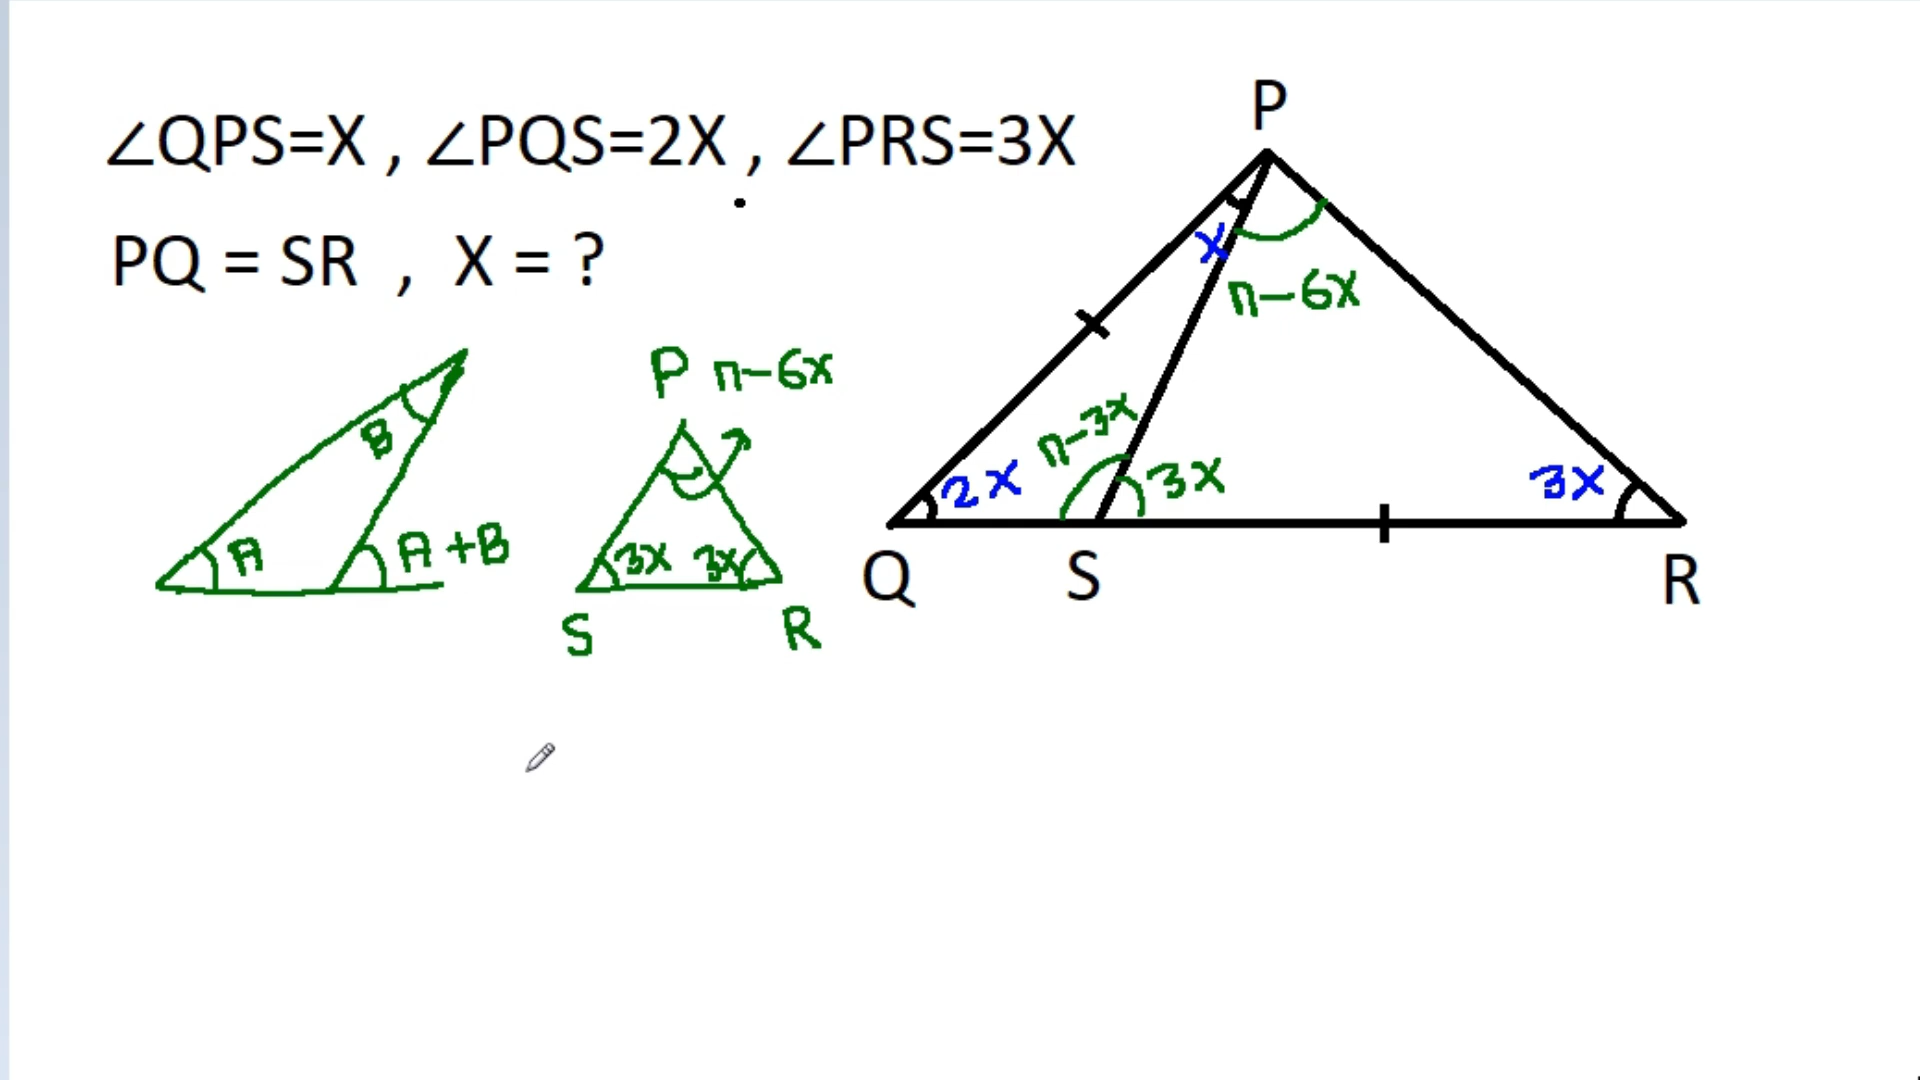 ∠QPS=X , ∠PQS=2X , ∠PRS=3X
PQ = SR , X = ?
P
X
π-6X
2X
π-3X
3X
3X
Q
S
R
B
A
A+B
P π-6X
3X
3X
S
R